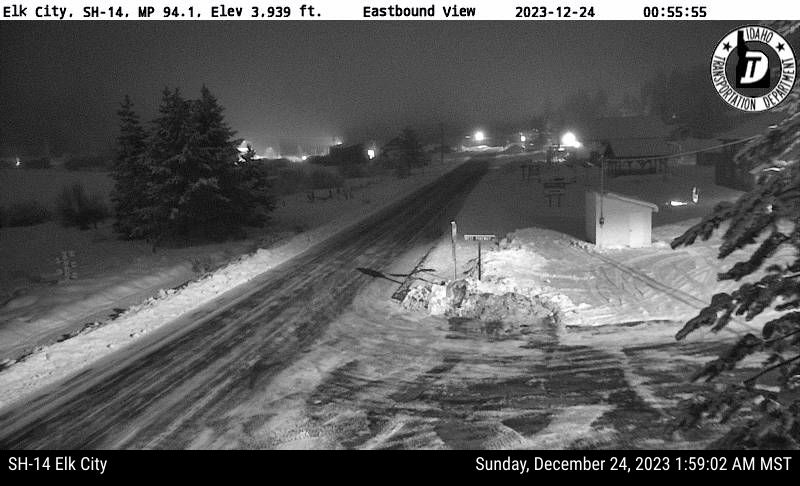 Elk City, SH-14, MP 94.1, Elev 3,939 ft. Eastbound View 2023-12-24 00:55:55
IDAHO
TRANSPORTATION DEPARTMENT
SH-14 Elk City Sunday, December 24, 2023 1:59:02 AM MST